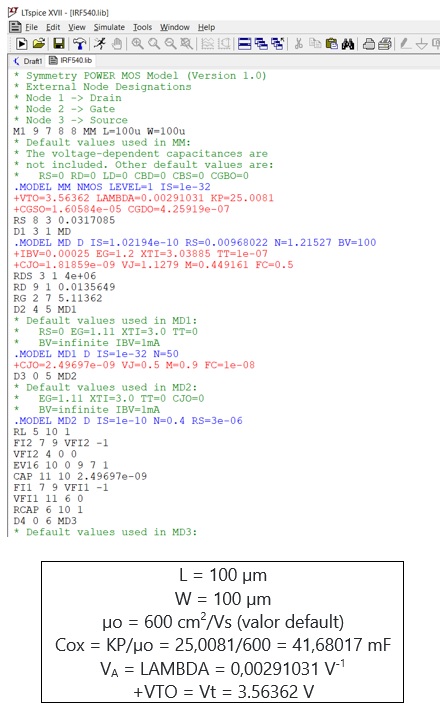 LTspice XVII - [IRF540.lib]
File Edit View Simulate Tools Window Help
Draft1 IRF540.lib
* Symmetry POWER MOS Model (Version 1.0)
* External Node Designations
* Node 1 -> Drain
* Node 2 -> Gate
* Node 3 -> Source
M1 9 7 8 8 MM L=100u W=100u
* Default values used in MM:
* The voltage-dependent capacitances are
* not included. Other default values are:
* RS=0 RD=0 LD=0 CBD=0 CBS=0 CGBO=0
.MODEL MM NMOS LEVEL=1 IS=1e-32
+VTO=3.56362 LAMBDA=0.00291031 KP=25.0081
+CGSO=1.60584e-05 CGDO=4.25919e-07
RS 8 3 0.0317085
D1 3 1 MD
.MODEL MD D IS=1.02194e-10 RS=0.00968022 N=1.21527 BV=100
+IBV=0.00025 EG=1.2 XTI=3.03885 TT=1e-07
+CJO=1.81859e-09 VJ=1.1279 M=0.449161 FC=0.5
RDS 3 1 4e+06
RD 9 1 0.0135649
RG 2 7 5.11362
D2 4 5 MD1
* Default values used in MD1:
* RS=0 EG=1.11 XTI=3.0 TT=0
* BV=infinite IBV=1mA
.MODEL MD1 D IS=1e-32 N=50
+CJO=2.49697e-09 VJ=0.5 M=0.9 FC=1e-08
D3 0 5 MD2
* Default values used in MD2:
* EG=1.11 XTI=3.0 TT=0 CJO=0
* BV=infinite IBV=1mA
.MODEL MD2 D IS=1e-10 N=0.4 RS=3e-06
RL 5 10 1
FI2 7 9 VFI2 -1
VFI2 4 0 0
EV16 10 0 9 7 1
CAP 11 10 2.49697e-09
FI1 7 9 VFI1 -1
VFI1 11 6 0
RCAP 6 10 1
D4 0 6 MD3
* Default values used in MD3:
L = 100 µm
W = 100 µm
µo = 600 cm²/Vs (valor default)
Cox = KP/µo = 25,0081/600 = 41,68017 mF
V_A = LAMBDA = 0,00291031 V⁻¹
+VTO = Vt = 3.56362 V